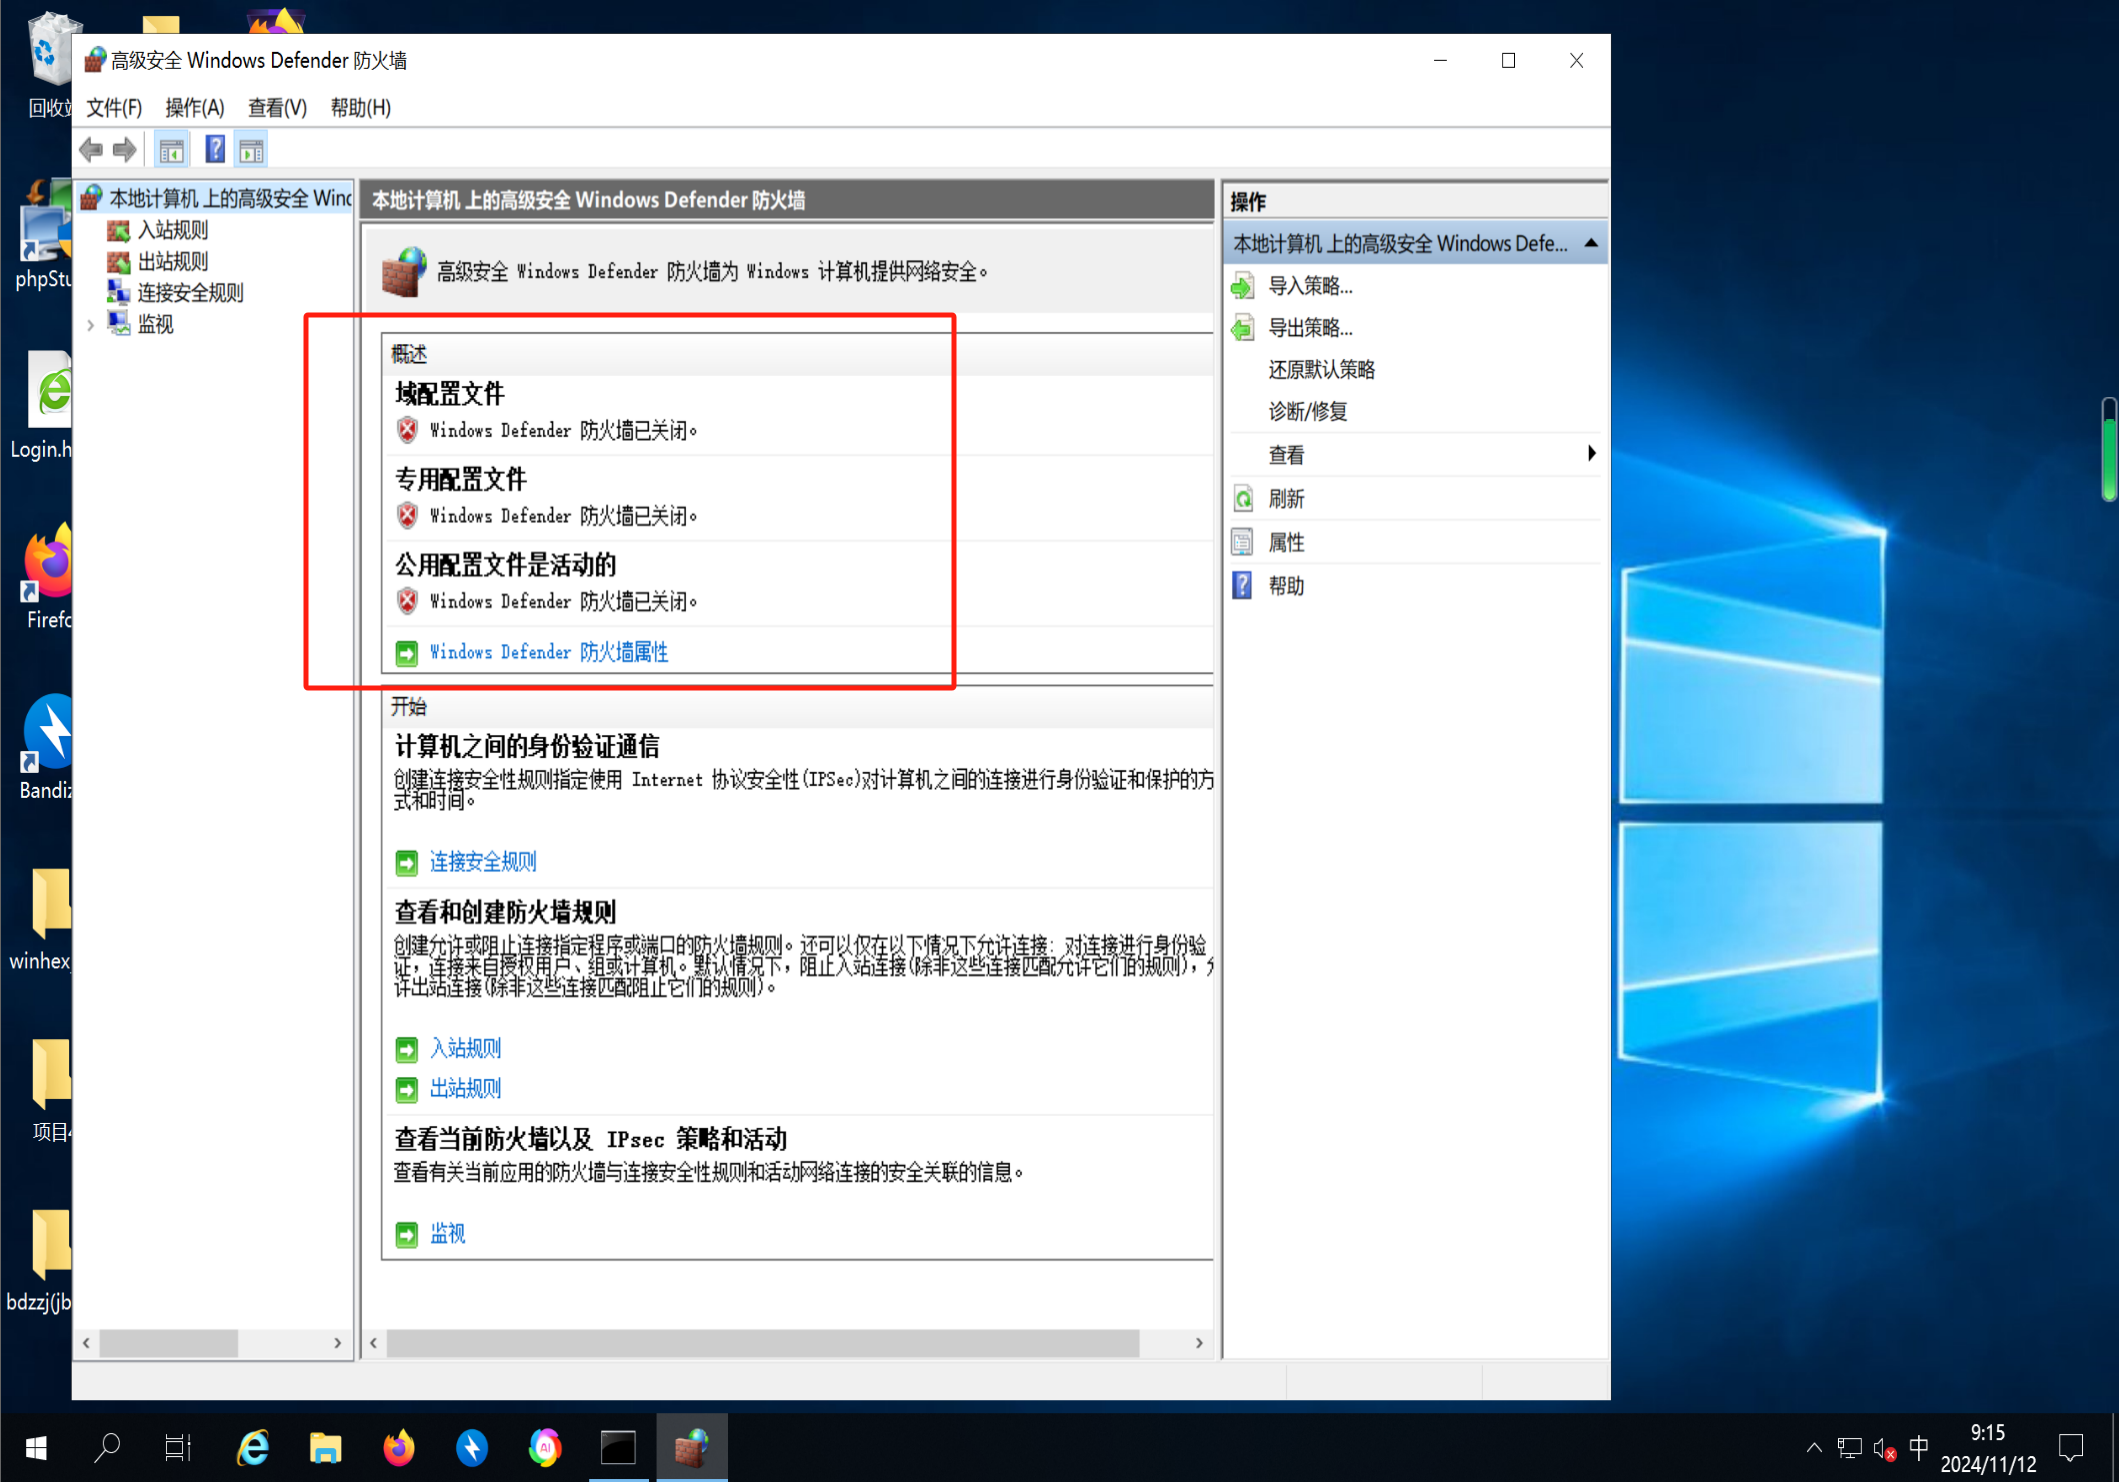 回收
phpStu
Login.h
Firefo
Bandiz
winhex
项目4
bdzzj(jb
高级安全 Windows Defender 防火墙
文件(F) 操作(A) 查看(V) 帮助(H)
本地计算机 上的高级安全 Wind
入站规则
出站规则
连接安全规则
监视
本地计算机 上的高级安全 Windows Defender 防火墙
高级安全 Windows Defender 防火墙为 Windows 计算机提供网络安全。
概述
域配置文件
Windows Defender 防火墙已关闭。
专用配置文件
Windows Defender 防火墙已关闭。
公用配置文件是活动的
Windows Defender 防火墙已关闭。
Windows Defender 防火墙属性
开始
计算机之间的身份验证通信
创建连接安全性规则指定使用 Internet 协议安全性(IPSec)对计算机之间的连接进行身份验证和保护的方
式和时间。
连接安全规则
查看和创建防火墙规则
创建允许或阻止连接指定程序或端口的防火墙规则。还可以仅在以下情况下允许连接: 对连接进行身份验
证，连接来自授权用户、组或计算机。默认情况下，阻止入站连接(除非这些连接匹配允许它们的规则)，
许出站连接(除非这些连接匹配阻止它们的规则)。
入站规则
出站规则
查看当前防火墙以及 IPsec 策略和活动
查看有关当前应用的防火墙与连接安全性规则和活动网络连接的安全关联的信息。
监视
操作
本地计算机 上的高级安全 Windows Defe...
导入策略...
导出策略...
还原默认策略
诊断/修复
查看
刷新
属性
帮助
AI
中
9:15
2024/11/12